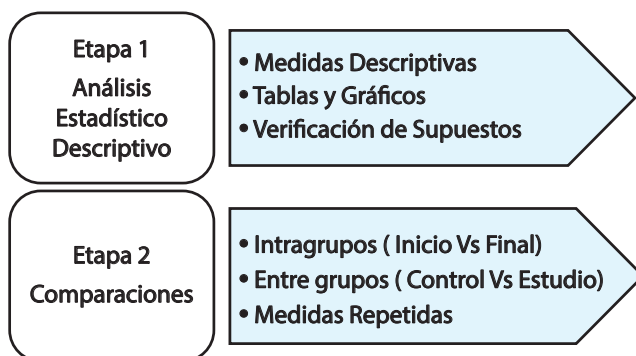 Etapa 1
Análisis
Estadístico
Descriptivo
• Medidas Descriptivas
• Tablas y Gráficos
• Verificación de Supuestos
Etapa 2
Comparaciones
• Intragrupos ( Inicio Vs Final)
• Entre grupos ( Control Vs Estudio)
• Medidas Repetidas